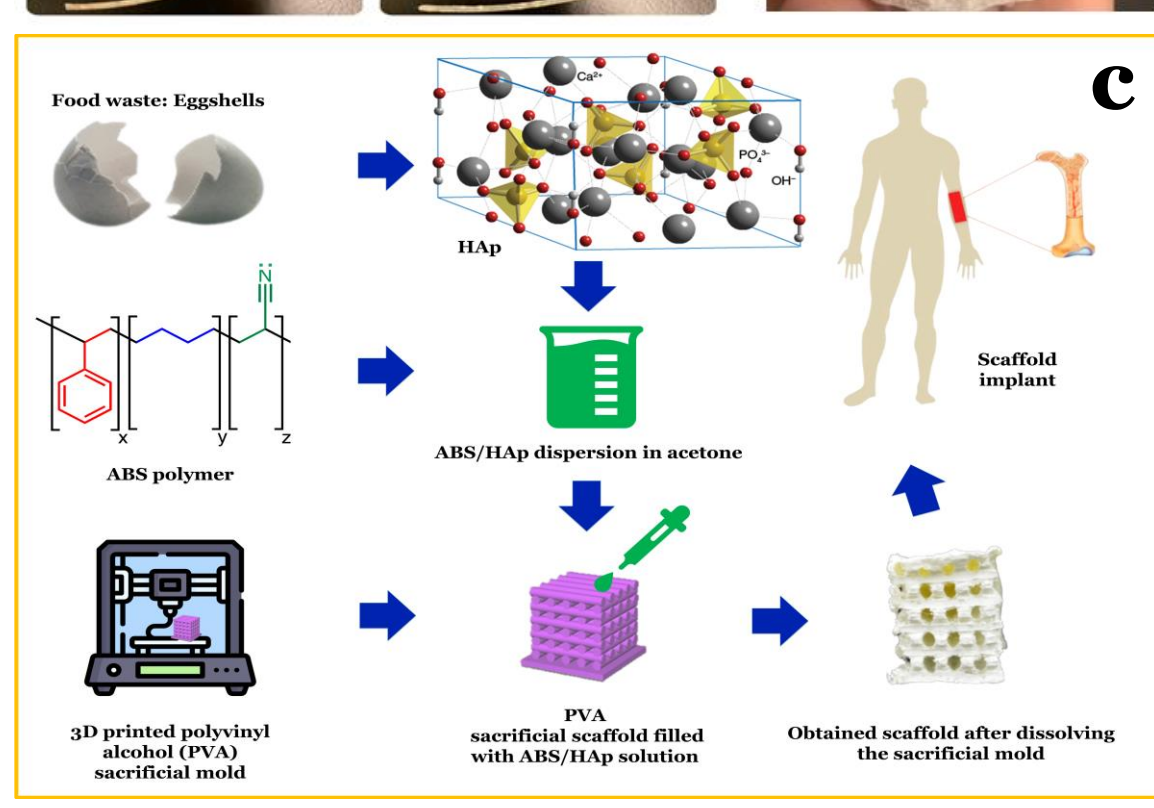 c
Food waste: Eggshells
Ca²⁺
PO₄³⁻
OH⁻
HAp
N
x
y
z
ABS polymer
ABS/HAp dispersion in acetone
Scaffold
implant
3D printed polyvinyl
alcohol (PVA)
sacrificial mold
PVA
sacrificial scaffold filled
with ABS/HAp solution
Obtained scaffold after dissolving
the sacrificial mold